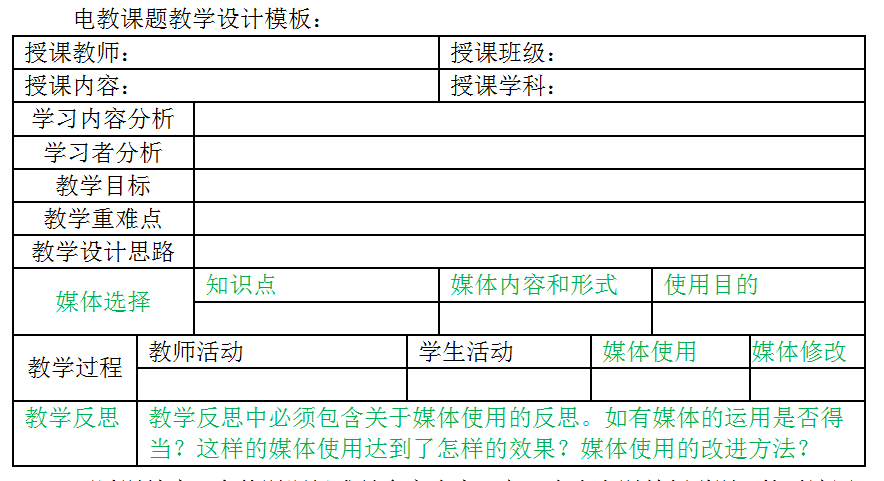 电教课题教学设计模板：
授课教师： 授课班级：
授课内容： 授课学科：
学习内容分析
学习者分析
教学目标
教学重难点
教学设计思路
媒体选择 知识点 媒体内容和形式 使用目的
教学过程 教师活动 学生活动 媒体使用 媒体修改
教学反思 教学反思中必须包含关于媒体使用的反思。如有媒体的运用是否得
当？这样的媒体使用达到了怎样的效果？媒体使用的改进方法？